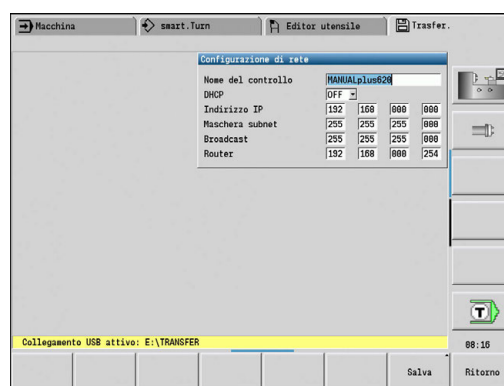 Macchina smart.Turn Editor utensile Trasfer.
Configurazione di rete
Nome del controllo MANUALplus620
DHCP OFF
Indirizzo IP 192 168 000 000
Maschera subnet 255 255 255 000
Broadcast 255 255 255 000
Router 192 168 000 254
T
Collegamento USB attivo: E:\TRANSFER 08:16
Salva Ritorno